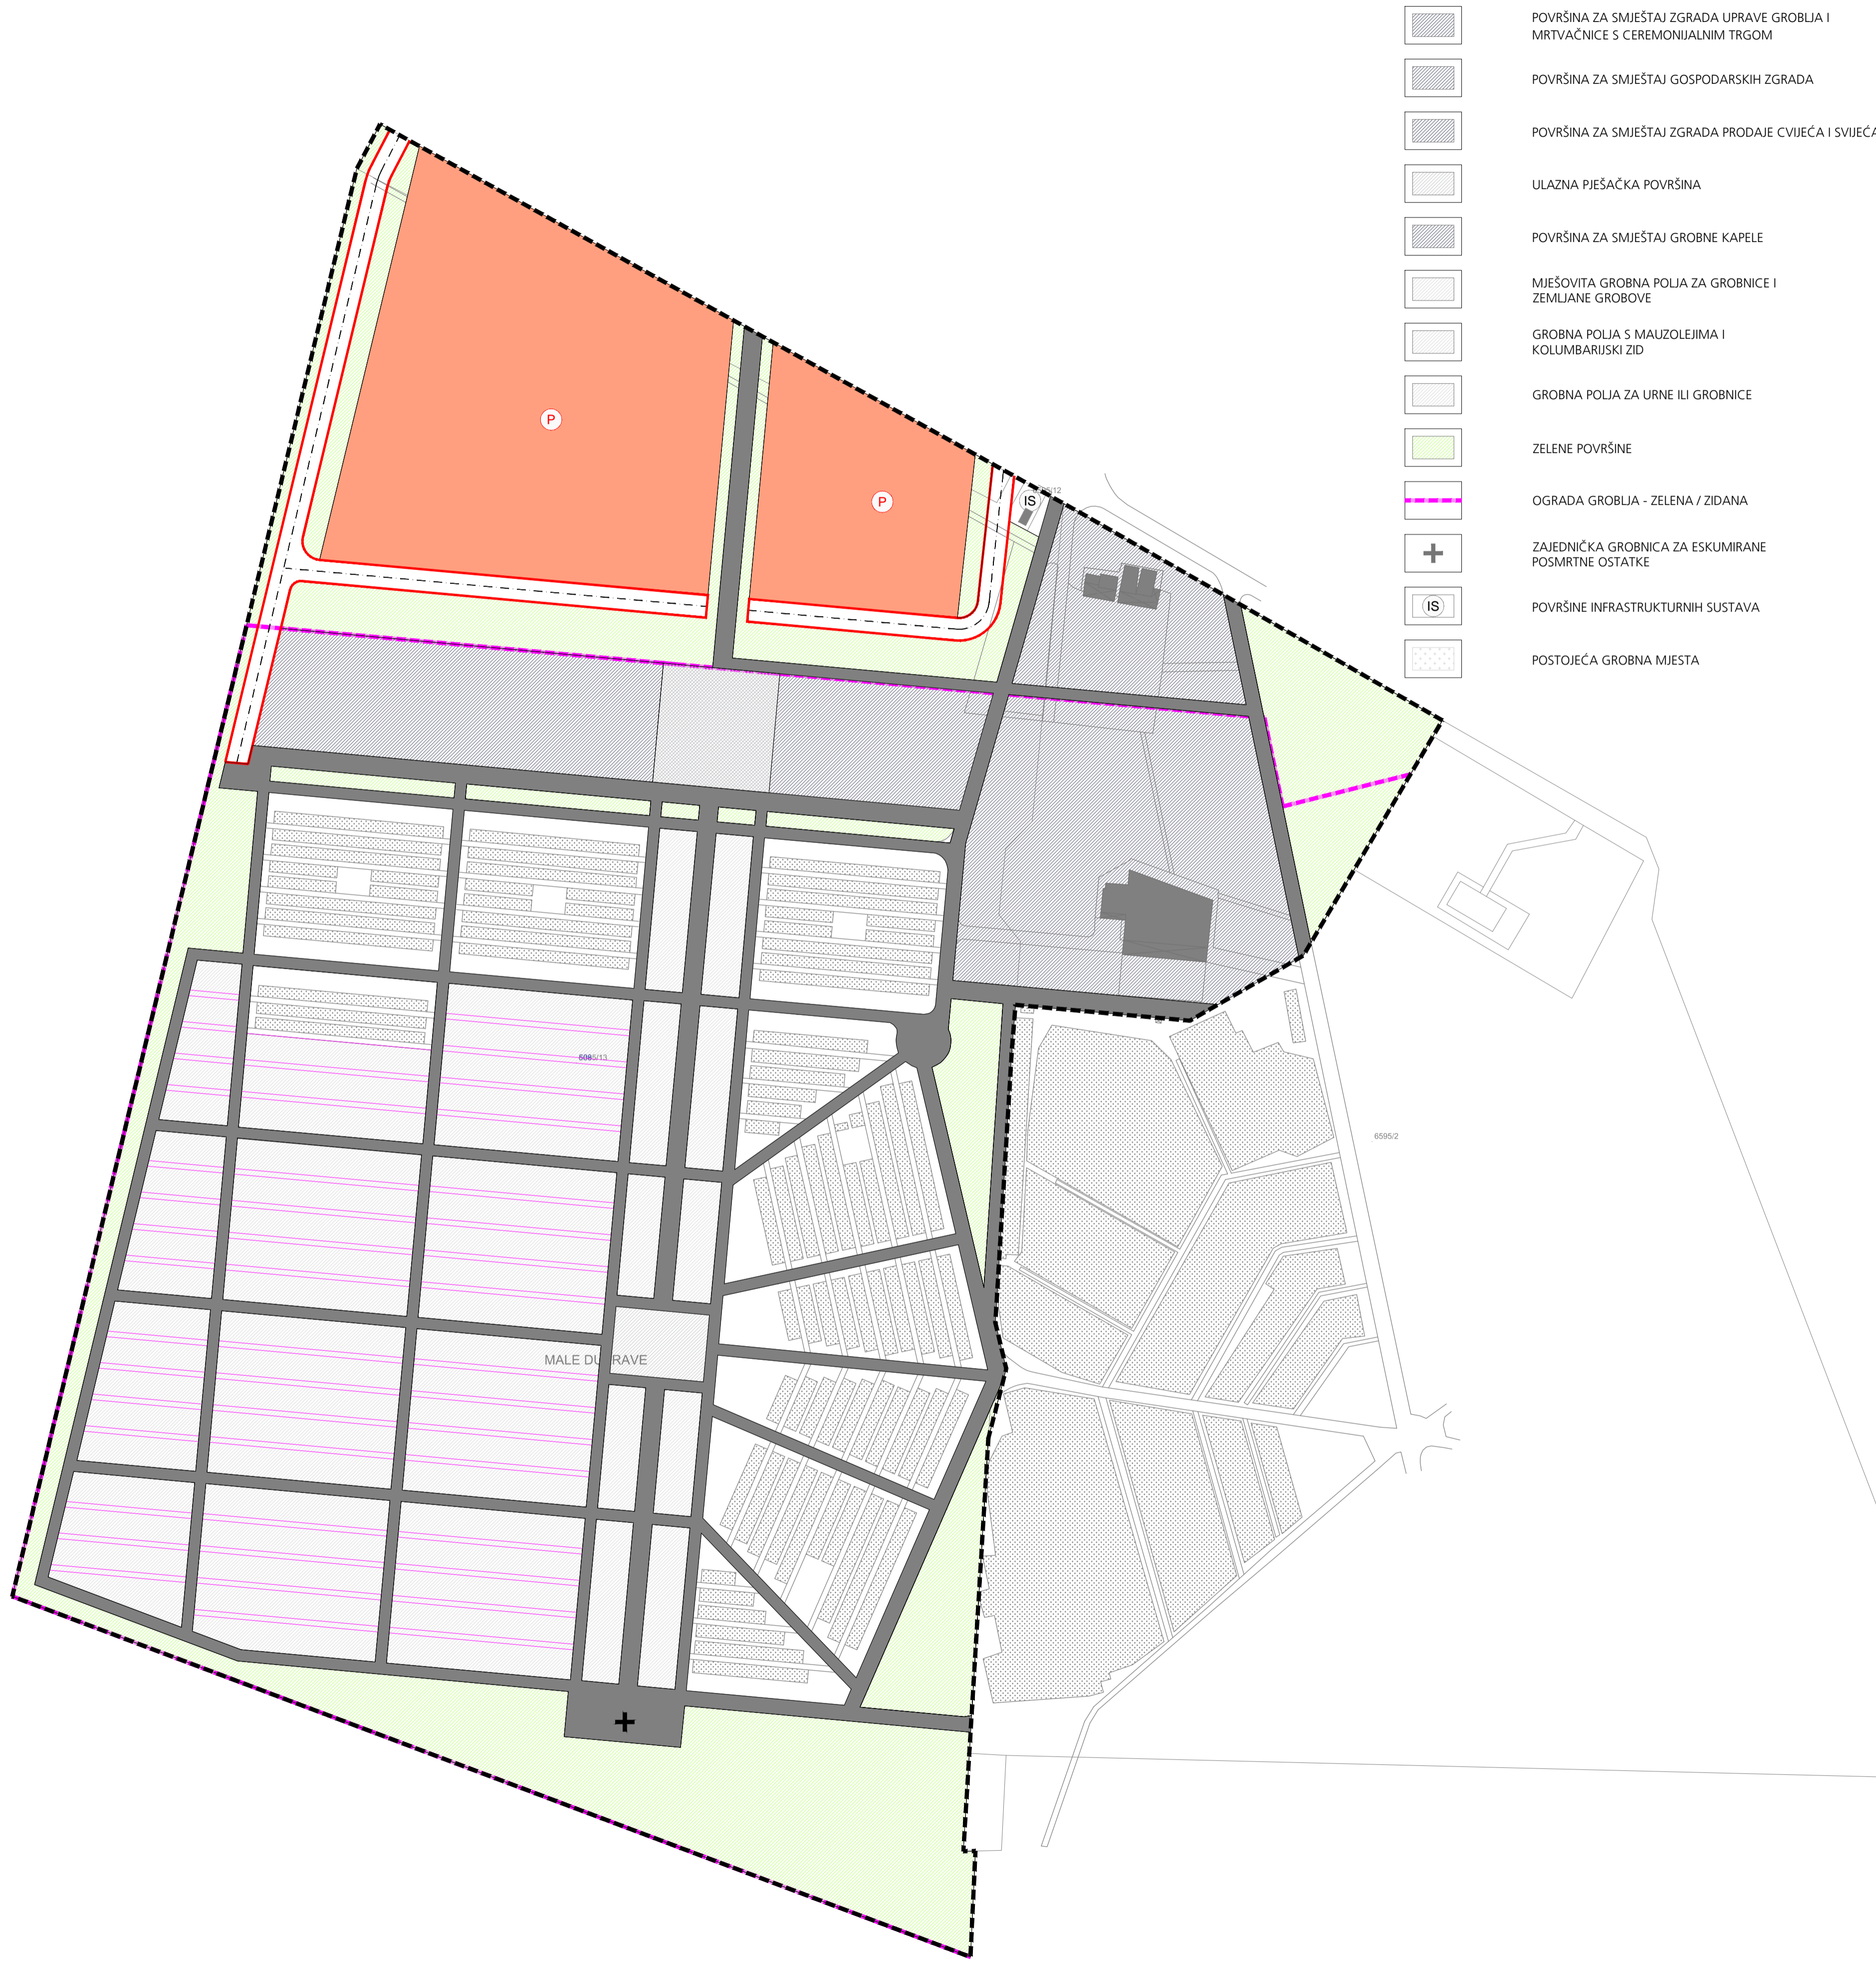 POVRŠINA ZA SMJEŠTAJ ZGRADA UPRAVE GROBLJA I
MRTVAČNICE S CEREMONIJALNIM TRGOM
POVRŠINA ZA SMJEŠTAJ GOSPODARSKIH ZGRADA
POVRŠINA ZA SMJEŠTAJ ZGRADA PRODAJE CVIJEĆA I SVIJEĆA
ULAZNA PJEŠAČKA POVRŠINA
POVRŠINA ZA SMJEŠTAJ GROBNE KAPELE
MJEŠOVITA GROBNA POLJA ZA GROBNICE I
ZEMLJANE GROBOVE
GROBNA POLJA S MAUZOLEJIMA I
KOLUMBARIJSKI ZID
GROBNA POLJA ZA URNE ILI GROBNICE
ZELENE POVRŠINE
OGRADA GROBLJA - ZELENA / ZIDANA
ZAJEDNIČKA GROBNICA ZA ESKUMIRANE
POSMRTNE OSTATKE
IS
POVRŠINE INFRASTRUKTURNIH SUSTAVA
POSTOJEĆA GROBNA MJESTA
P
P
IS
6595/2